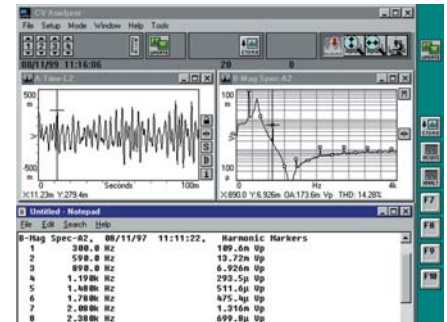 CV Analyzer
File Setup Mode Window Help Tools
UPDATE
STORE
08/11/99 11:16:06 20 0
A-Time-L2
500
m
V
-500
m
0 Seconds 100m
X:11.23m Y:279.4m
S
D
i
B-Mag Spec-A2
100
m
Vp
100
µ
0 Hz 4k
X:890.0 Y:6.926m OA:173.6m Vp THD: 14.28%
M
UPDATE
STORE
F7
F8
F9
F10
Untitled - Notepad
File Edit Search Help
B-Mag Spec-A2, 08/11/97 11:11:22, Harmonic Markers
1 300.0 Hz 109.6m Vp
2 590.0 Hz 13.72m Vp
3 890.0 Hz 6.926m Vp
4 1.190k Hz 293.5µ Vp
5 1.480k Hz 511.6µ Vp
6 1.780k Hz 475.4µ Vp
7 2.080k Hz 1.316m Vp
8 2.380k Hz 699.8µ Vp